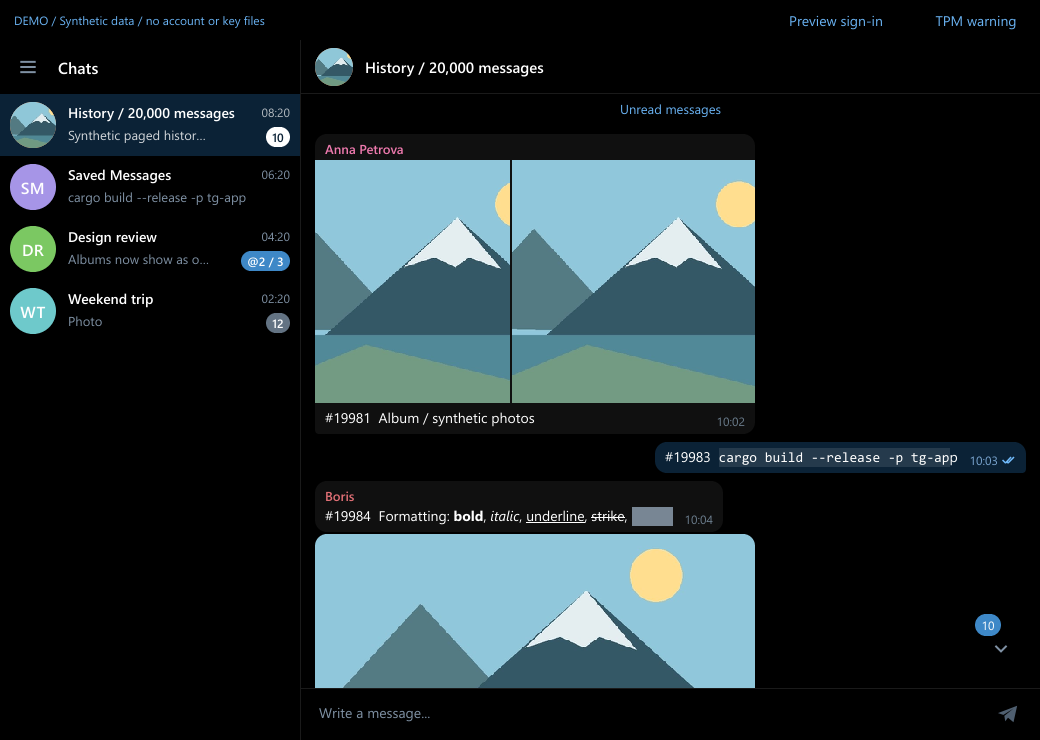 DEMO / Synthetic data / no account or key files
Preview sign-in
TPM warning
Chats
History / 20,000 messages
08:20
Synthetic paged histor...
10
SM
Saved Messages
06:20
cargo build --release -p tg-app
DR
Design review
04:20
Albums now show as o...
@2 / 3
WT
Weekend trip
02:20
Photo
12
History / 20,000 messages
Unread messages
Anna Petrova
#19981 Album / synthetic photos
10:02
#19983 cargo build --release -p tg-app
10:03
Boris
#19984 Formatting: bold, italic, underline, strike,
10:04
10
Write a message...